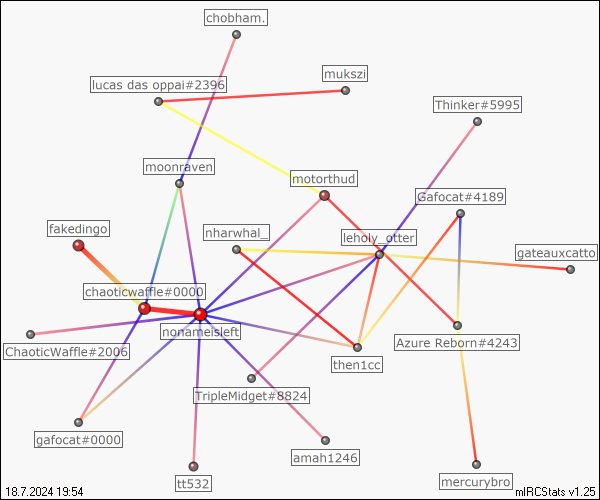 chobham.
mukszi
lucas das oppai#2396
Thinker#5995
moonraven
motorthud
Gafocat#4189
fakedingo
nharwhal_
leholy_otter
gateauxcatto
chaoticwaffle#0000
nonameisleft
ChaoticWaffle#2006
then1cc
Azure Reborn#4243
TripleMidget#8824
gafocat#0000
amah1246
tt532
mercurybro
18.7.2024 19:54
mIRCStats v1.25